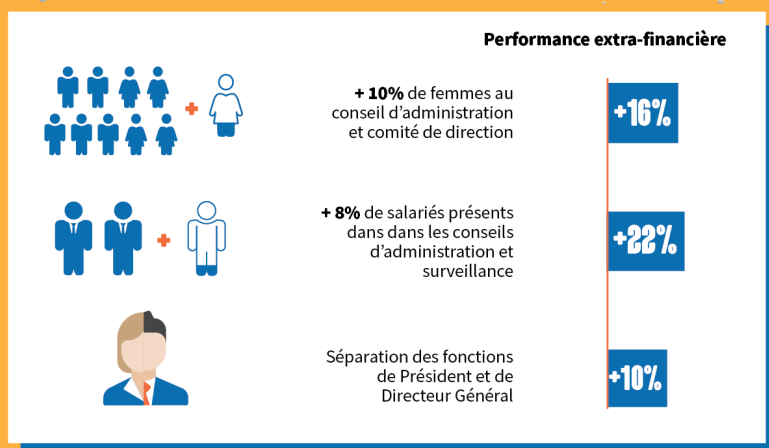 Performance extra-financière
+ 10% de femmes au
conseil d’administration
et comité de direction
+16%
+ 8% de salariés présents
dans dans les conseils
d’administration et
surveillance
+22%
Séparation des fonctions
de Président et de
Directeur Général
+10%